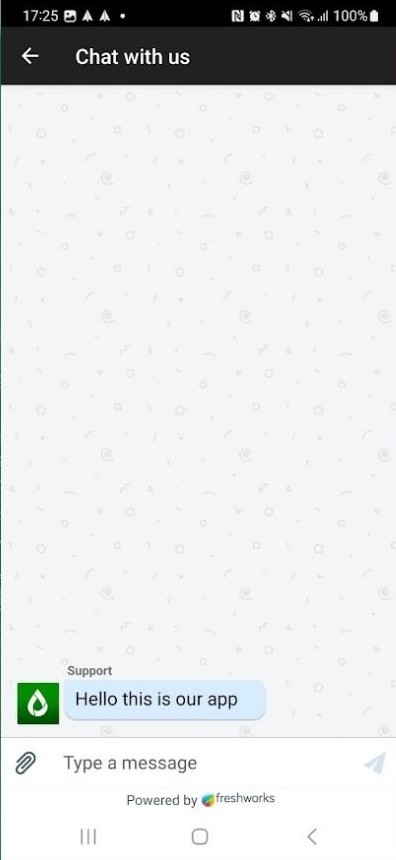 17:25 100%
Chat with us
Support
Hello this is our app
Type a message
Powered by freshworks